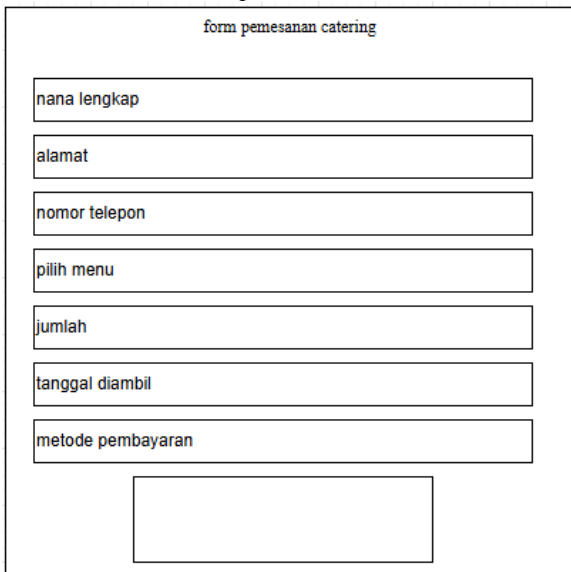 form pemesanan catering
nana lengkap
alamat
nomor telepon
pilih menu
jumlah
tanggal diambil
metode pembayaran